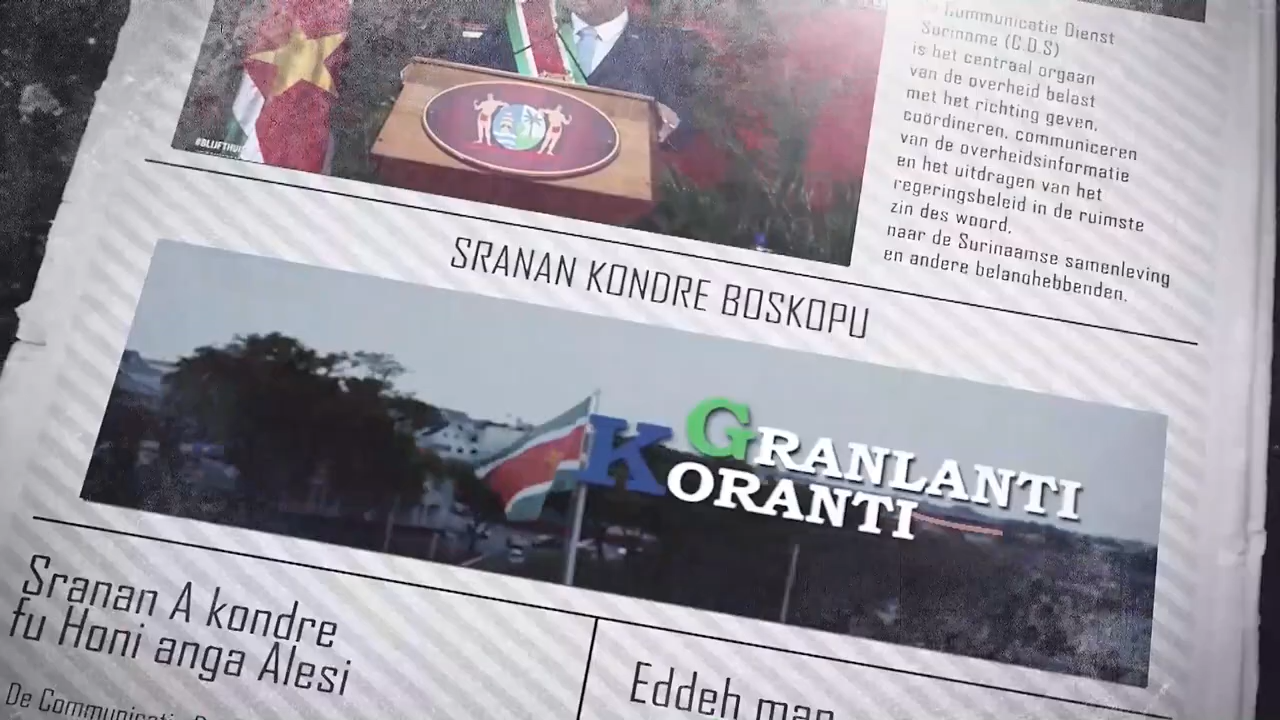 Communicatie Dienst
Suriname (C.D.S)
is het centraal orgaan
van de overheid belast
met het richting geven,
coördineren, communiceren
van de overheidsinformatie
en het uitdragen van het
regeringsbeleid in de ruimste
zin des woord,
naar de Surinaamse samenleving
en andere belanghebbenden.
SRANAN KONDRE BOSKOPU
GRANLANTI
KORANTI
Sranan A kondre
fu Honi anga Alesi
De
Eddeh man